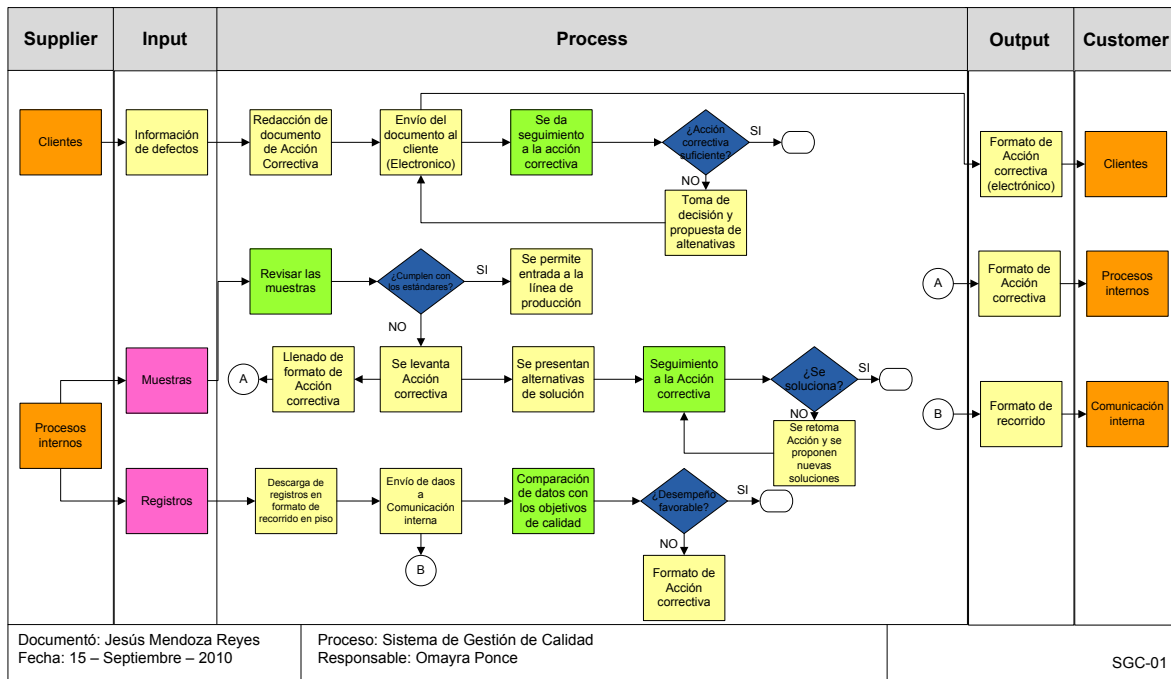 Supplier
Input
Process
Output
Customer
Clientes
Información
de defectos
Redacción de
documento
de Acción
Correctiva
Envío del
documento al
cliente
(Electronico)
Se da
seguimiento
a la acción
correctiva
¿Acción
correctiva
suficiente?
SI
NO
Toma de
decisión y
propuesta de
altenativas
Formato de
Acción
correctiva
(electrónico)
Clientes
Revisar las
muestras
¿Cumplen con
los estándares?
SI
NO
Se permite
entrada a la
línea de
producción
A
Formato de
Acción
correctiva
Procesos
internos
Muestras
A
Llenado de
formato de
Acción
correctiva
Se levanta
Acción
correctiva
Se presentan
alternativas
de solución
Seguimiento
a la Acción
correctiva
¿Se
soluciona?
SI
NO
Se retoma
Acción y se
proponen
nuevas
soluciones
B
Formato de
recorrido
Comunicación
interna
Procesos
internos
Registros
Descarga de
registros en
formato de
recorrido en piso
Envío de daos
a
Comunicación
interna
B
Comparación
de datos con
los objetivos
de calidad
¿Desempeño
favorable?
SI
NO
Formato de
Acción
correctiva
Documentó: Jesús Mendoza Reyes
Fecha: 15 – Septiembre – 2010
Proceso: Sistema de Gestión de Calidad
Responsable: Omayra Ponce
SGC-01